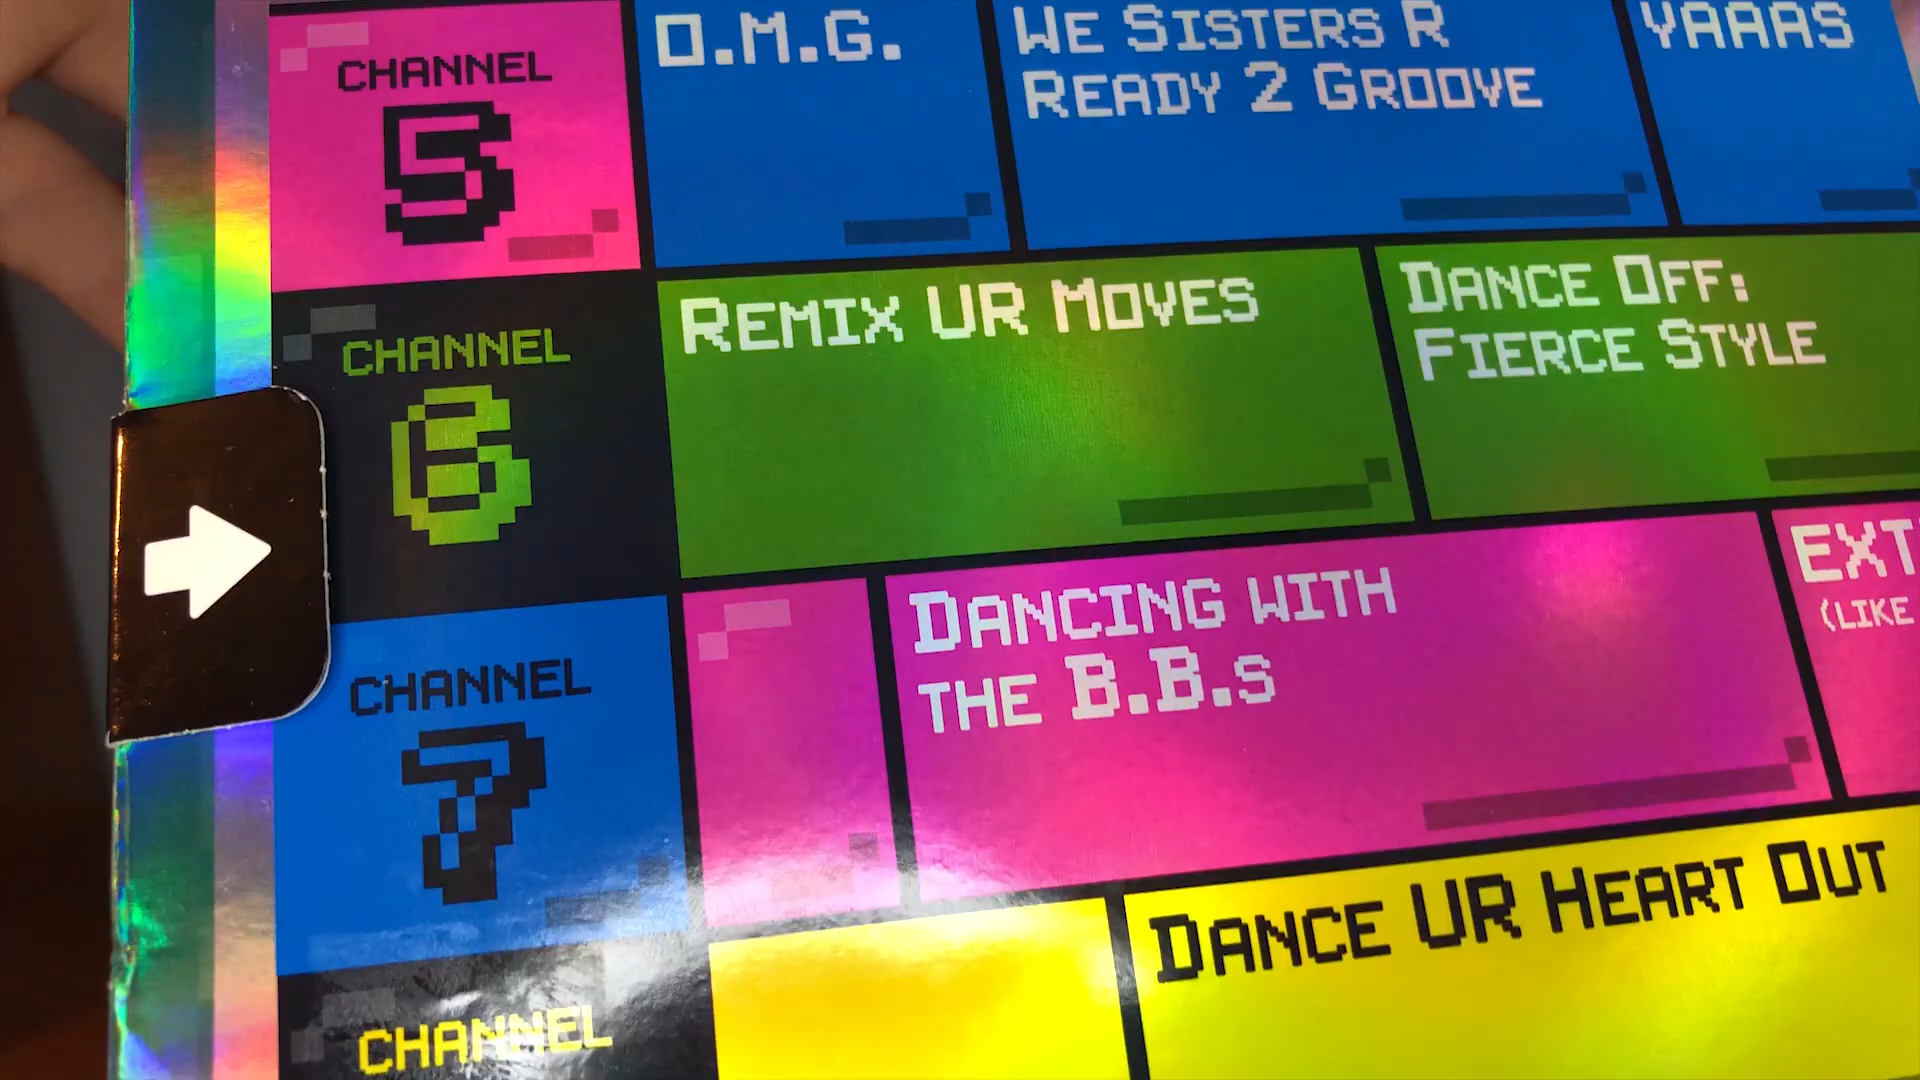 CHANNEL
5
O.M.G.
WE SISTERS R
READY 2 GROOVE
YAAAS
CHANNEL
6
REMIX UR MOVES
DANCE OFF:
FIERCE STYLE
CHANNEL
7
DANCING WITH
THE B.B.S
(LIKE
CHANNEL
DANCE UR HEART OUT